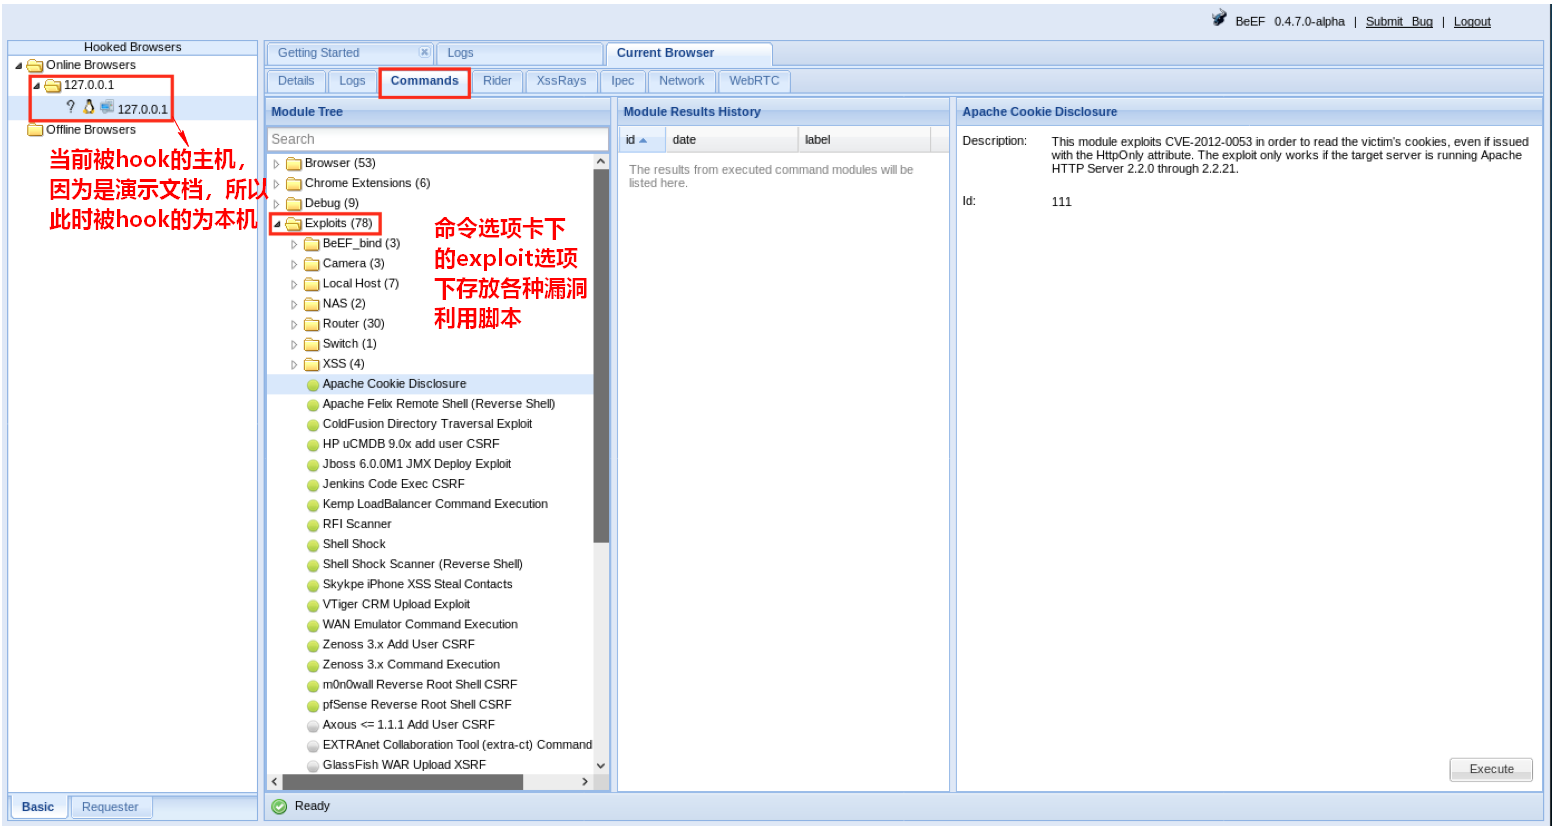 BeEF 0.4.7.0-alpha | Submit Bug | Logout
Hooked Browsers
Online Browsers
127.0.0.1
? 127.0.0.1
Offline Browsers
当前被hook的主机，
因为是演示文档，所以
此时被hook的为本机
Basic
Requester
Getting Started
Logs
Current Browser
Details
Logs
Commands
Rider
XssRays
Ipec
Network
WebRTC
Module Tree
Search
Browser (53)
Chrome Extensions (6)
Debug (9)
Exploits (78)
BeEF_bind (3)
Camera (3)
Local Host (7)
NAS (2)
Router (30)
Switch (1)
XSS (4)
Apache Cookie Disclosure
Apache Felix Remote Shell (Reverse Shell)
ColdFusion Directory Traversal Exploit
HP uCMDB 9.0x add user CSRF
Jboss 6.0.0M1 JMX Deploy Exploit
Jenkins Code Exec CSRF
Kemp LoadBalancer Command Execution
RFI Scanner
Shell Shock
Shell Shock Scanner (Reverse Shell)
Skykpe iPhone XSS Steal Contacts
VTiger CRM Upload Exploit
WAN Emulator Command Execution
Zenoss 3.x Add User CSRF
Zenoss 3.x Command Execution
m0n0wall Reverse Root Shell CSRF
pfSense Reverse Root Shell CSRF
Axous <= 1.1.1 Add User CSRF
EXTRAnet Collaboration Tool (extra-ct) Command
GlassFish WAR Upload XSRF
命令选项卡下
的exploit选项
下存放各种漏洞
利用脚本
Module Results History
id
date
label
The results from executed command modules will be
listed here.
Apache Cookie Disclosure
Description:
This module exploits CVE-2012-0053 in order to read the victim's cookies, even if issued
with the HttpOnly attribute. The exploit only works if the target server is running Apache
HTTP Server 2.2.0 through 2.2.21.
Id:
111
Execute
Ready